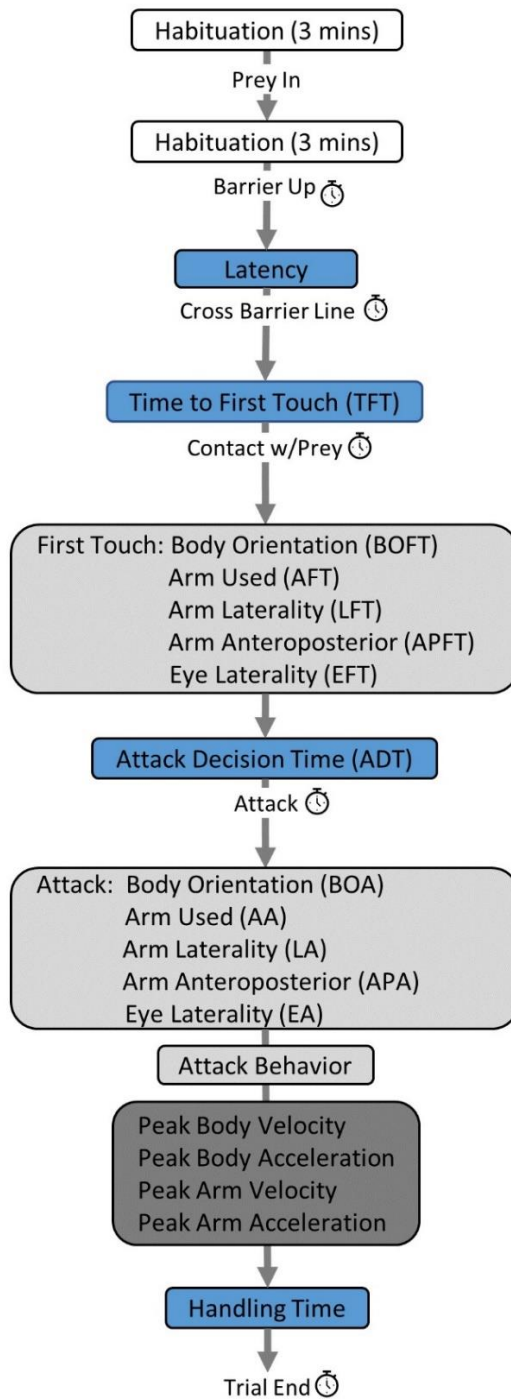 Habituation (3 mins)
Prey In
Habituation (3 mins)
Barrier Up
Latency
Cross Barrier Line
Time to First Touch (TFT)
Contact w/Prey
First Touch: Body Orientation (BOFT)
Arm Used (AFT)
Arm Laterality (LFT)
Arm Anteroposterior (APFT)
Eye Laterality (EFT)
Attack Decision Time (ADT)
Attack
Attack: Body Orientation (BOA)
Arm Used (AA)
Arm Laterality (LA)
Arm Anteroposterior (APA)
Eye Laterality (EA)
Attack Behavior
Peak Body Velocity
Peak Body Acceleration
Peak Arm Velocity
Peak Arm Acceleration
Handling Time
Trial End